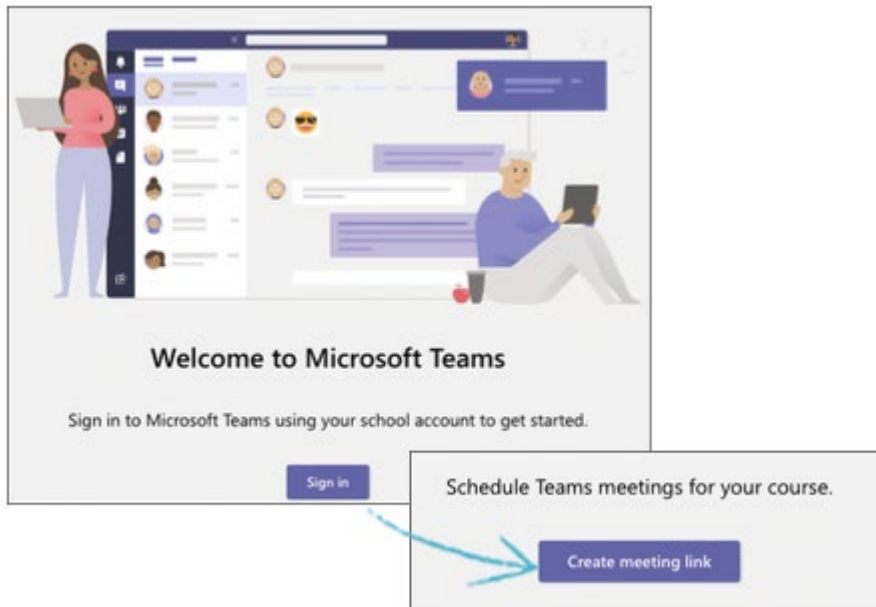 Welcome to Microsoft Teams
Sign in to Microsoft Teams using your school account to get started.
Sign in
Schedule Teams meetings for your course.
Create meeting link